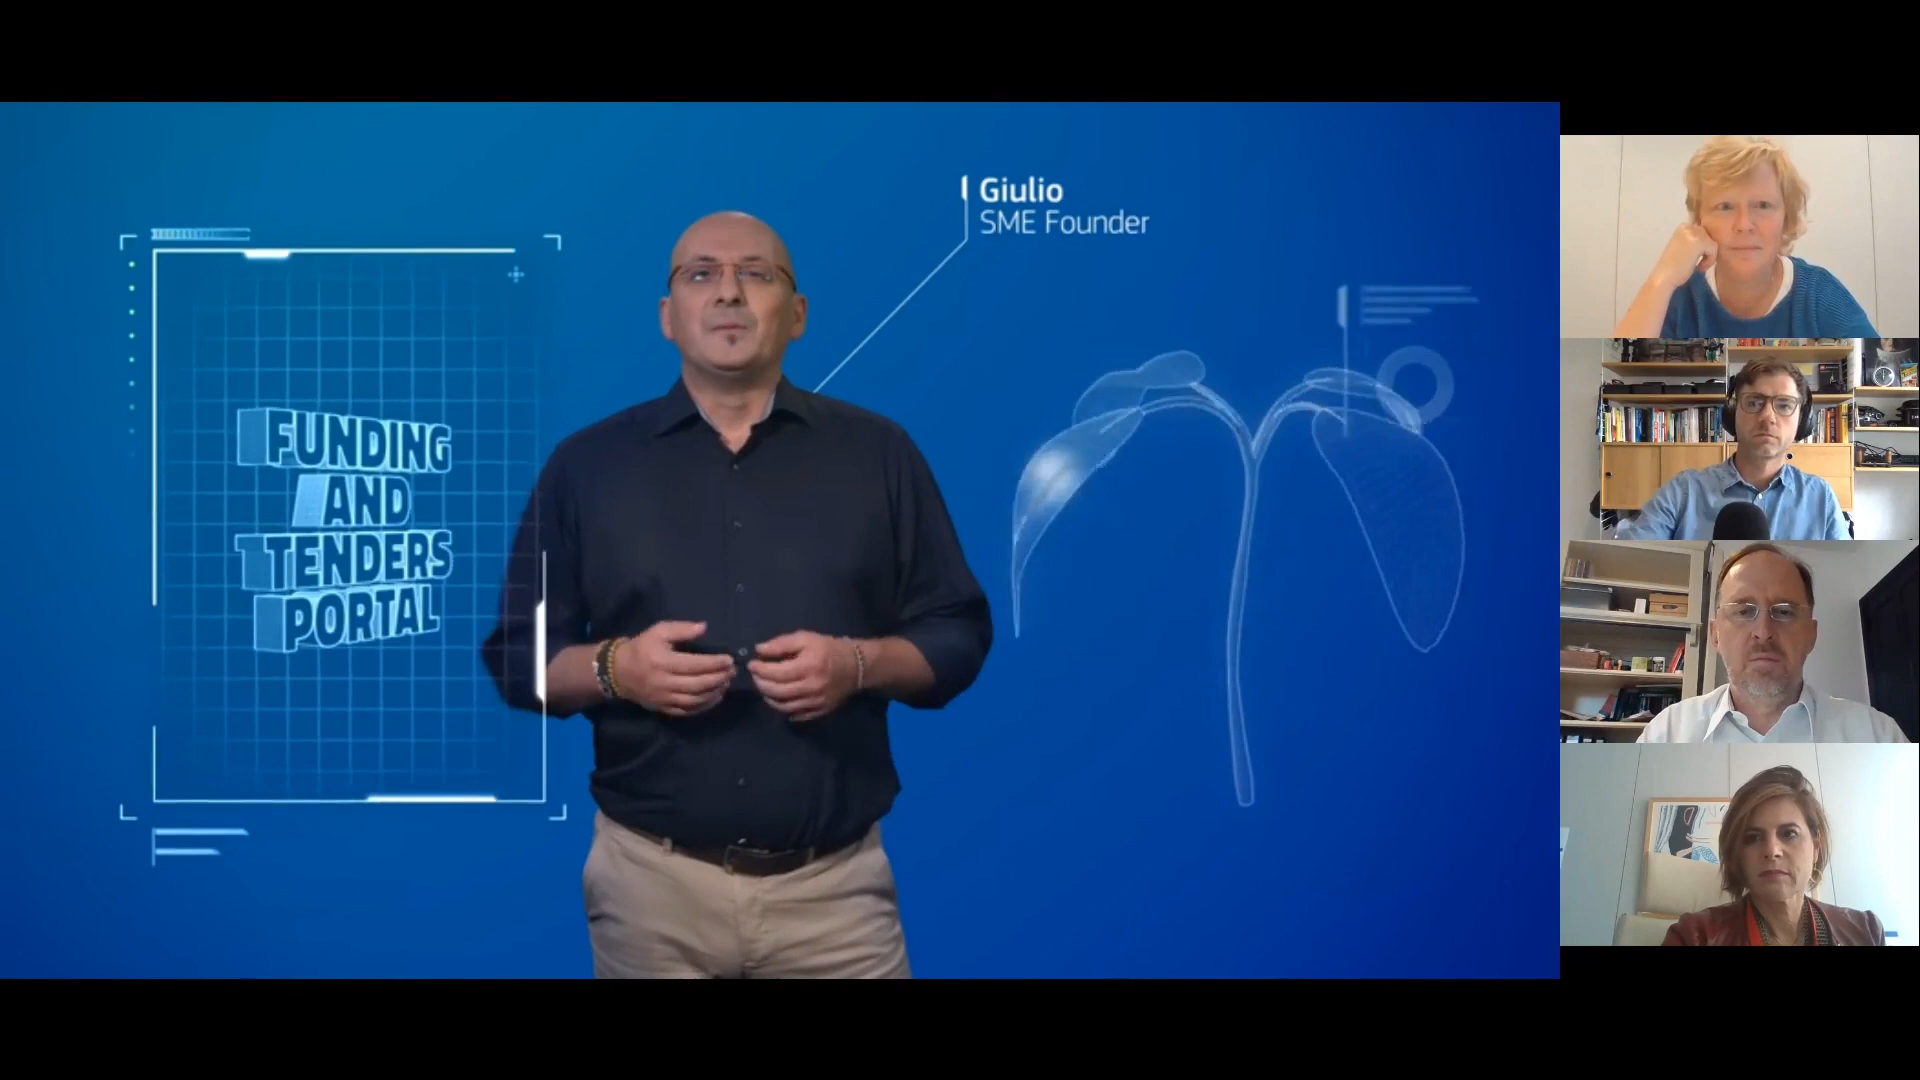 Giulio
SME Founder
FUNDING
AND
TENDERS
PORTAL